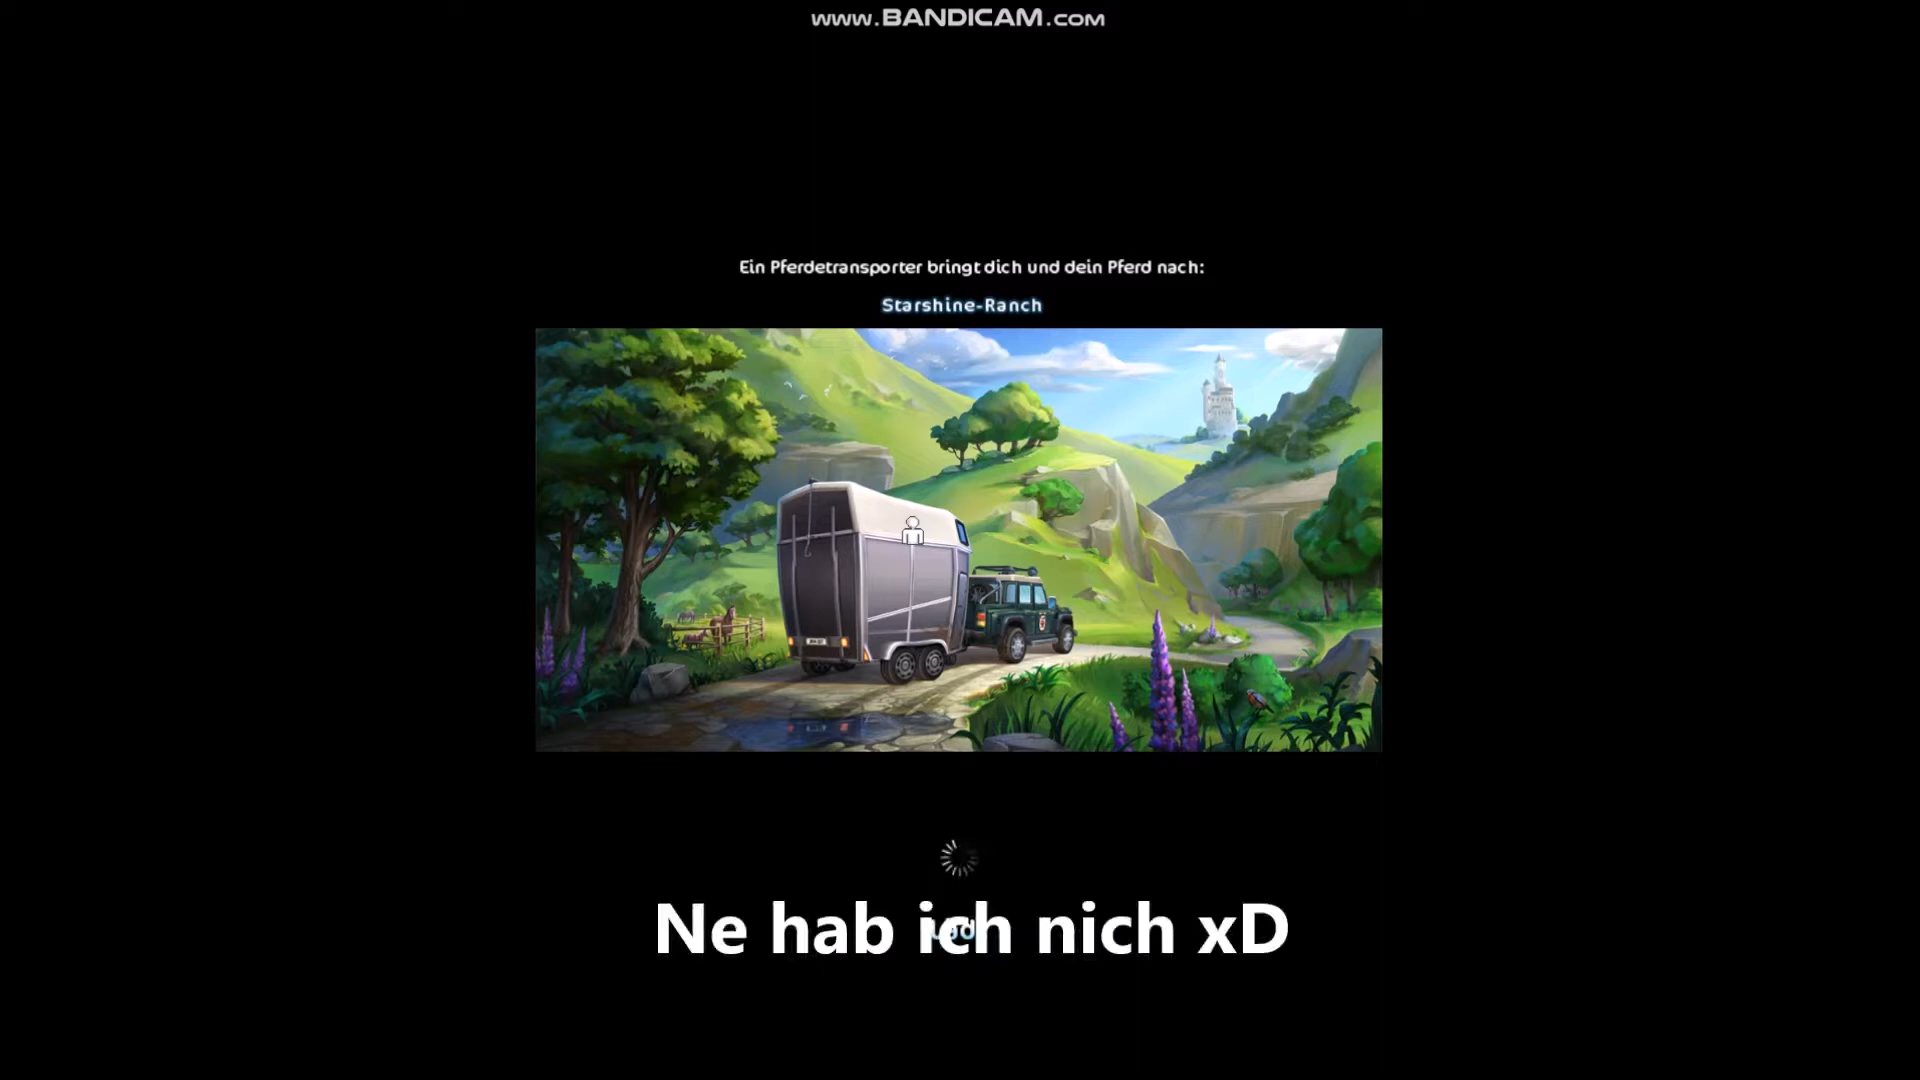 www.BANDICAM.com
Ein Pferdetransporter bringt dich und dein Pferd nach:
Starshine-Ranch
Ne hab ich nich xD